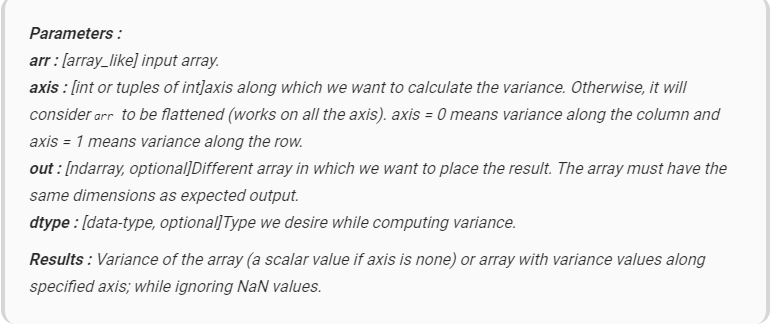 Parameters :
arr : [array_like] input array.
axis : [int or tuples of int]axis along which we want to calculate the variance. Otherwise, it will
consider arr to be flattened (works on all the axis). axis = 0 means variance along the column and
axis = 1 means variance along the row.
out : [ndarray, optional]Different array in which we want to place the result. The array must have the
same dimensions as expected output.
dtype : [data-type, optional]Type we desire while computing variance.
Results : Variance of the array (a scalar value if axis is none) or array with variance values along
specified axis; while ignoring NaN values.